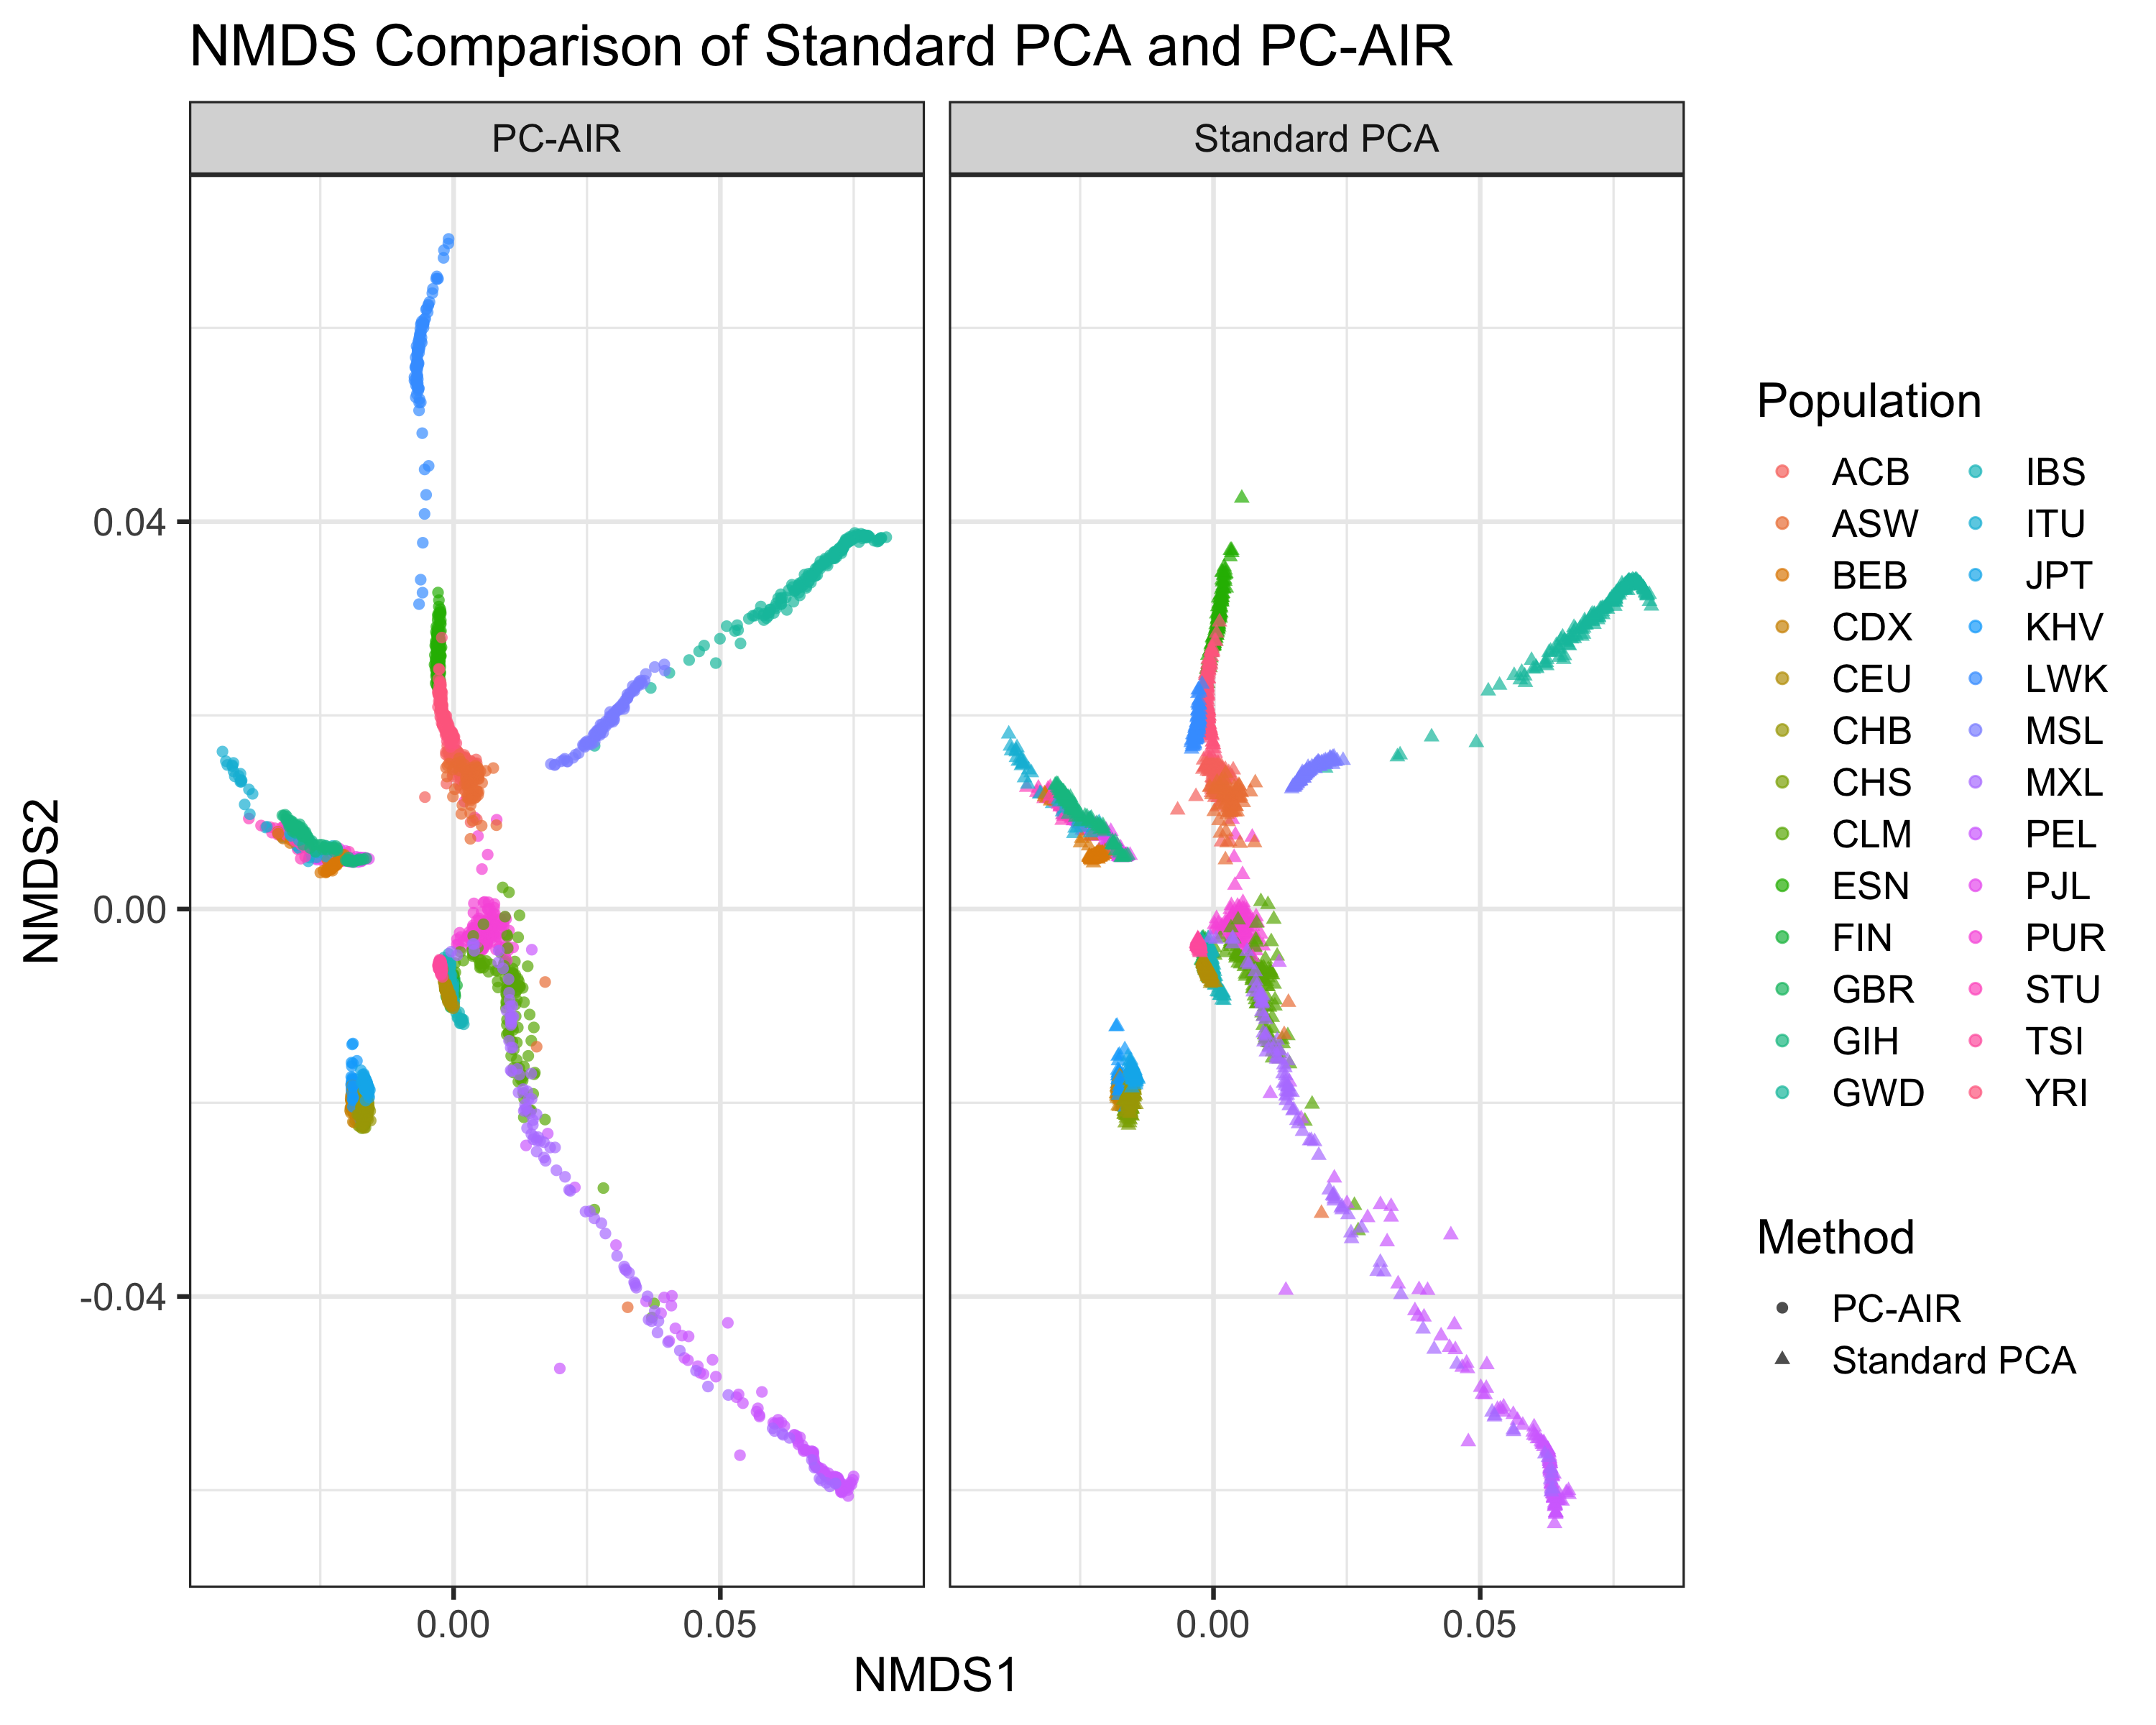 NMDS Comparison of Standard PCA and PC-AIR
PC-AIR
Standard PCA
0.04
0.00
-0.04
NMDS2
0.00
0.05
0.00
0.05
NMDS1
Population
ACB
ASW
BEB
CDX
CEU
CHB
CHS
CLM
ESN
FIN
GBR
GIH
GWD
IBS
ITU
JPT
KHV
LWK
MSL
MXL
PEL
PJL
PUR
STU
TSI
YRI
Method
PC-AIR
Standard PCA